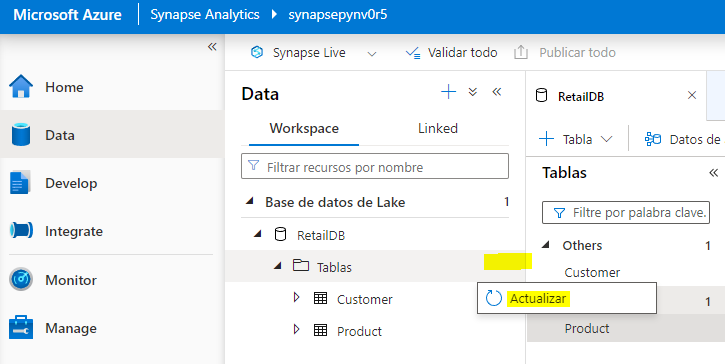 Microsoft Azure Synapse Analytics synapsepynv0r5
Home
Data
Develop
Integrate
Monitor
Manage
Synapse Live Validar todo Publicar todo
Data
Workspace Linked
Filtrar recursos por nombre
Base de datos de Lake 1
RetailDB
Tablas
Customer
Product
Actualizar
RetailDB
Tabla Datos de
Tablas
Filtre por palabra clave.
Others 1
Customer
1
Product